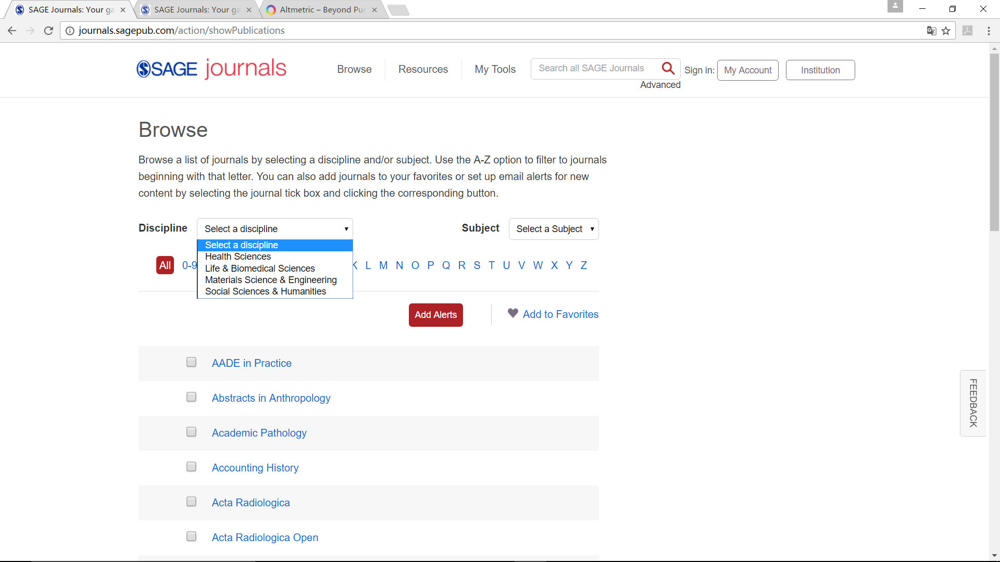 SAGE Journals: Your ga
SAGE Journals: Your ga
Altmetric – Beyond Pur
journals.sagepub.com/action/showPublications
SAGE journals
Browse
Resources
My Tools
Search all SAGE Journals
Sign in:
My Account
Institution
Advanced
Browse
Browse a list of journals by selecting a discipline and/or subject. Use the A-Z option to filter to journals
beginning with that letter. You can also add journals to your favorites or set up email alerts for new
content by selecting the journal tick box and clicking the corresponding button.
Discipline
Select a discipline
Subject
Select a Subject
Select a discipline
Health Sciences
Life & Biomedical Sciences
Materials Science & Engineering
Social Sciences & Humanities
All 0-9 K L M N O P Q R S T U V W X Y Z
Add Alerts
Add to Favorites
AADE in Practice
Abstracts in Anthropology
Academic Pathology
Accounting History
Acta Radiologica
Acta Radiologica Open
FEEDBACK